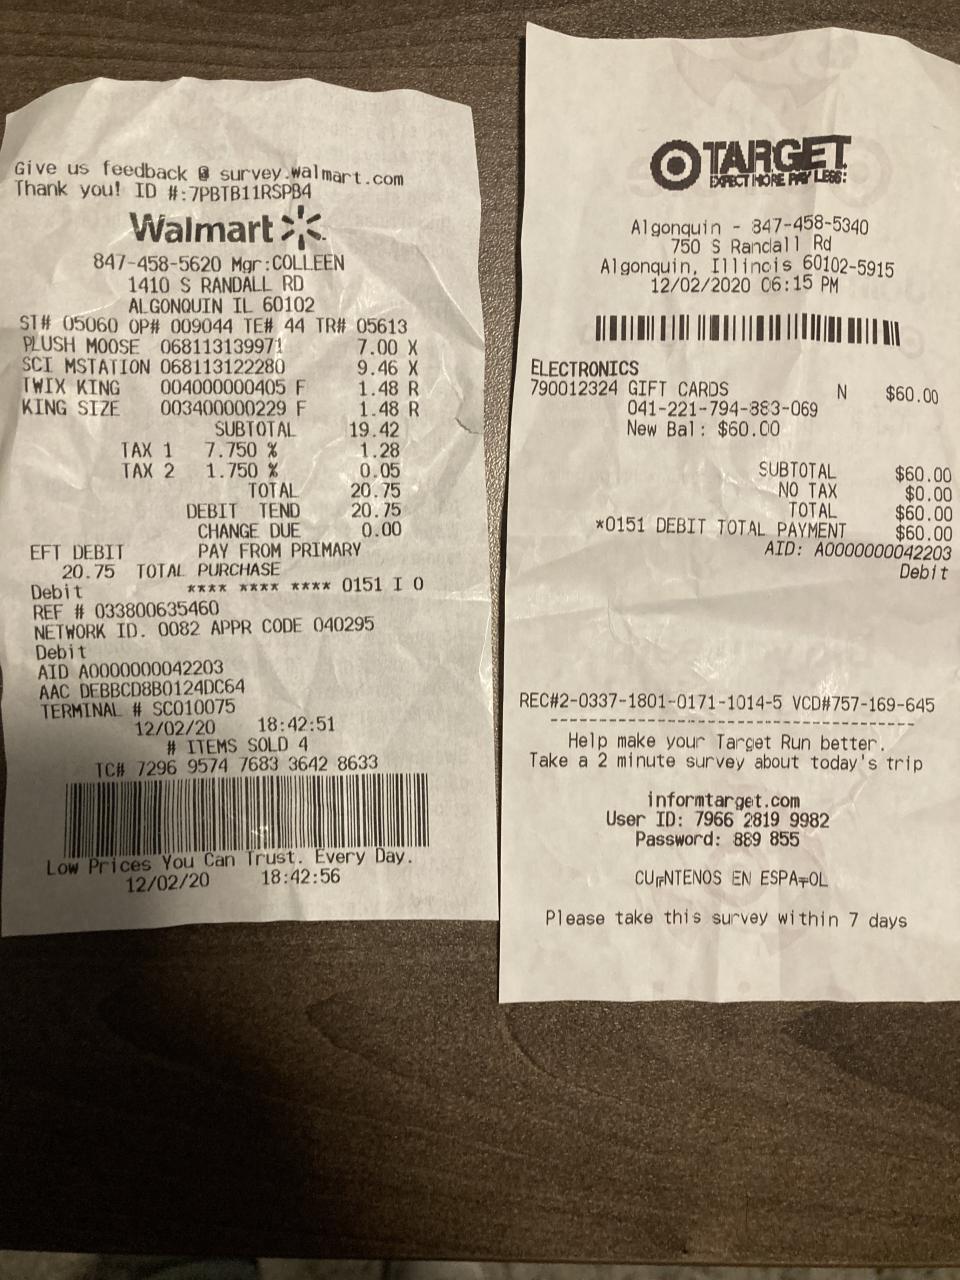 Give us feedback @ survey.walmart.com
Thank you! ID #:7PBTB11RSPB4
Walmart
847-458-5620 Mgr:COLLEEN
1410 S RANDALL RD
ALGONQUIN IL 60102
ST# 05060 OP# 009044 TE# 44 TR# 05613
PLUSH MOOSE 068113139971 7.00 X
SCI MSTATION 068113122280 9.46 X
TWIX KING 004000000405 F 1.48 R
KING SIZE 003400000229 F 1.48 R
SUBTOTAL 19.42
TAX 1 7.750 % 1.28
TAX 2 1.750 % 0.05
TOTAL 20.75
DEBIT TEND 20.75
CHANGE DUE 0.00
EFT DEBIT PAY FROM PRIMARY
20.75 TOTAL PURCHASE
Debit **** **** **** 0151 I 0
REF # 033800635460
NETWORK ID. 0082 APPR CODE 040295
Debit
AID A0000000042203
AAC DEBBCD8B0124DC64
TERMINAL # SC010075
12/02/20 18:42:51
# ITEMS SOLD 4
TC# 7296 9574 7683 3642 8633
Low Prices You Can Trust. Every Day.
12/02/20 18:42:56
TARGET
EXPECT MORE PAY LESS.
Algonquin - 847-458-5340
750 S Randall Rd
Algonquin, Illinois 60102-5915
12/02/2020 06:15 PM
ELECTRONICS
790012324 GIFT CARDS N $60.00
041-221-794-383-069
New Bal: $60.00
SUBTOTAL $60.00
NO TAX $0.00
TOTAL $60.00
*0151 DEBIT TOTAL PAYMENT $60.00
AID: A0000000042203
Debit
REC#2-0337-1801-0171-1014-5 VCD#757-169-645
Help make your Target Run better.
Take a 2 minute survey about today's trip
informtarget.com
User ID: 7966 2819 9982
Password: 889 855
EN
Please take this survey within 7 days